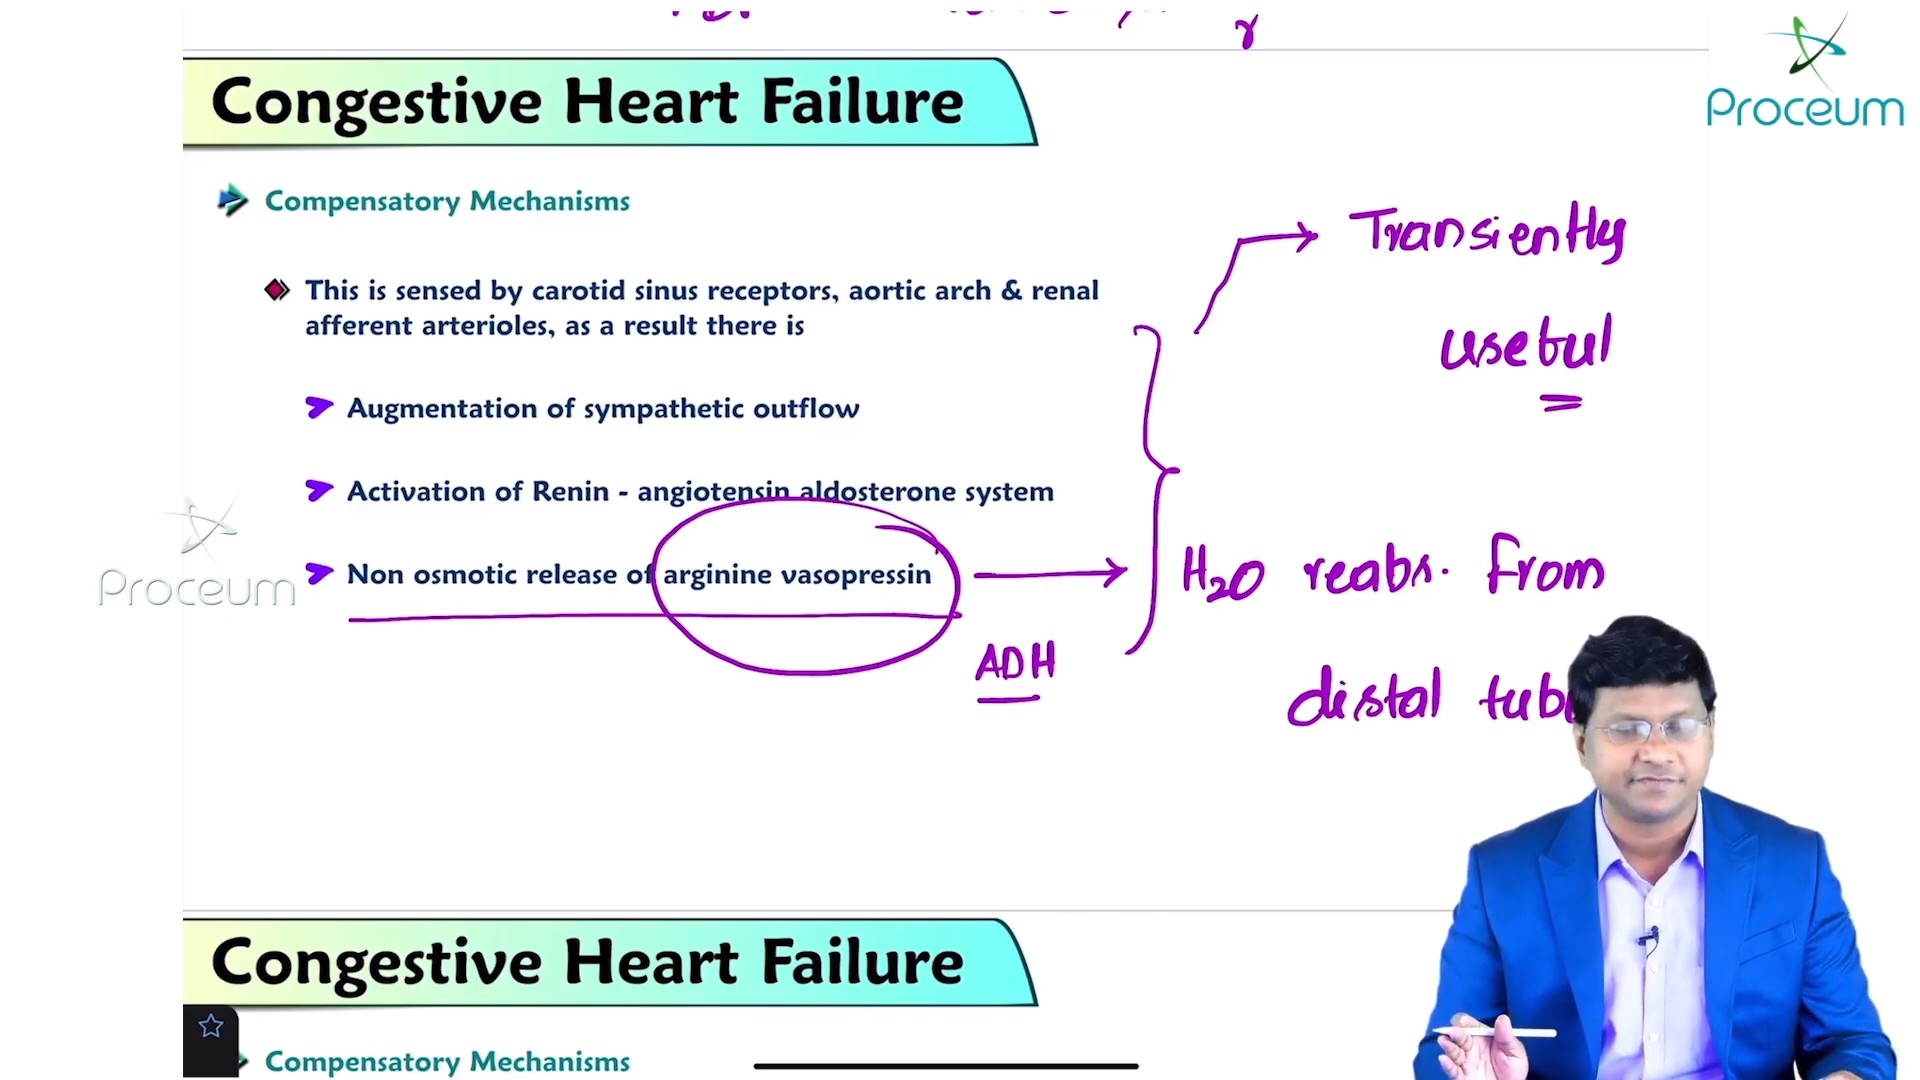 Congestive Heart Failure
Proceum
Compensatory Mechanisms
Transiently
This is sensed by carotid sinus receptors, aortic arch & renal
afferent arterioles, as a result there is
useful
Augmentation of sympathetic outflow
Activation of Renin - angiotensin aldosterone system
Proceum
Non osmotic release of arginine vasopressin
H2O reabs. from
ADH
distal
Congestive Heart Failure
Compensatory Mechanisms